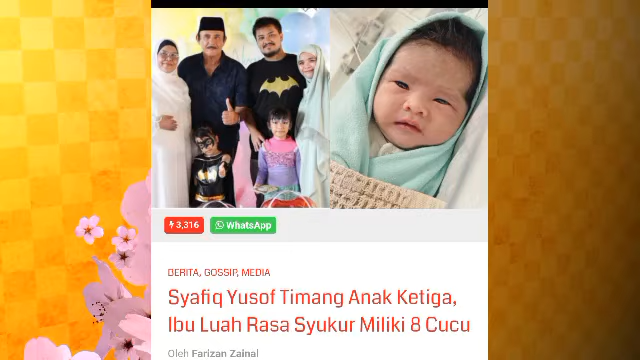 3,316 WhatsApp
BERITA, GOSSIP, MEDIA
Syafiq Yusof Timang Anak Ketiga,
Ibu Luah Rasa Syukur Miliki 8 Cucu
Oleh Farizan Zainal